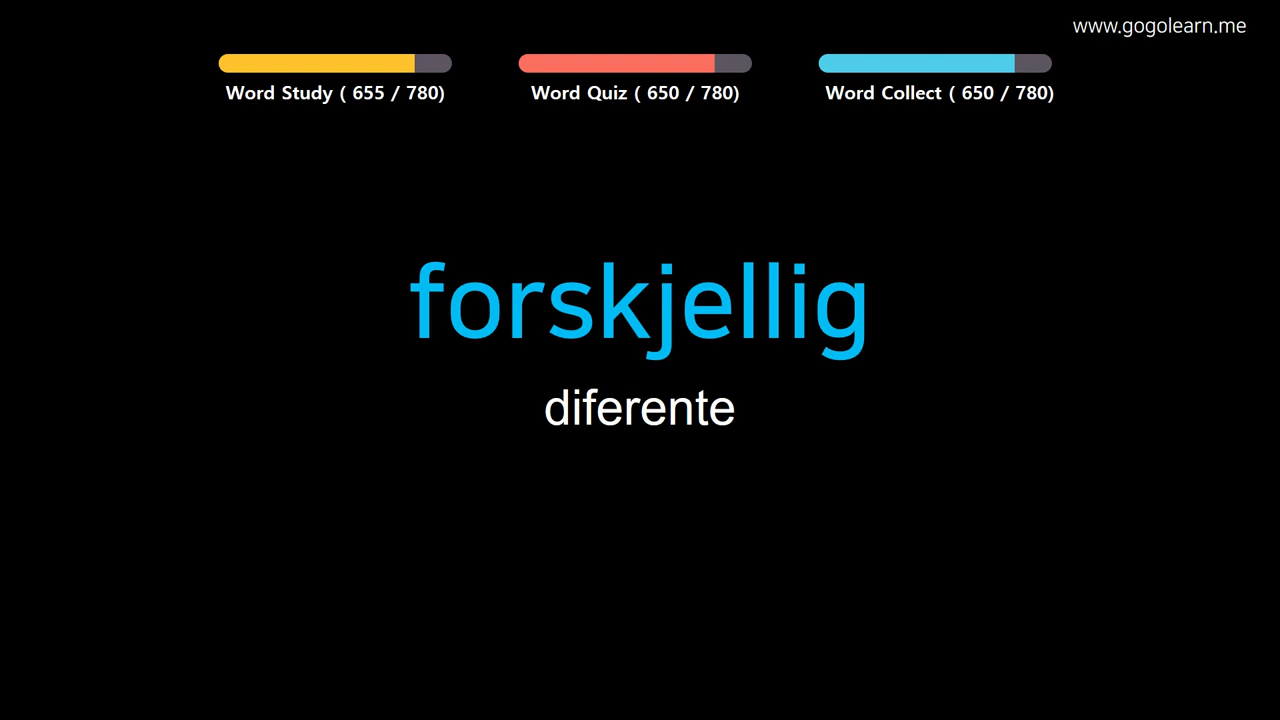 www.gogolearn.me
Word Study ( 655 / 780)
Word Quiz ( 650 / 780)
Word Collect ( 650 / 780)
forskjellig
diferente